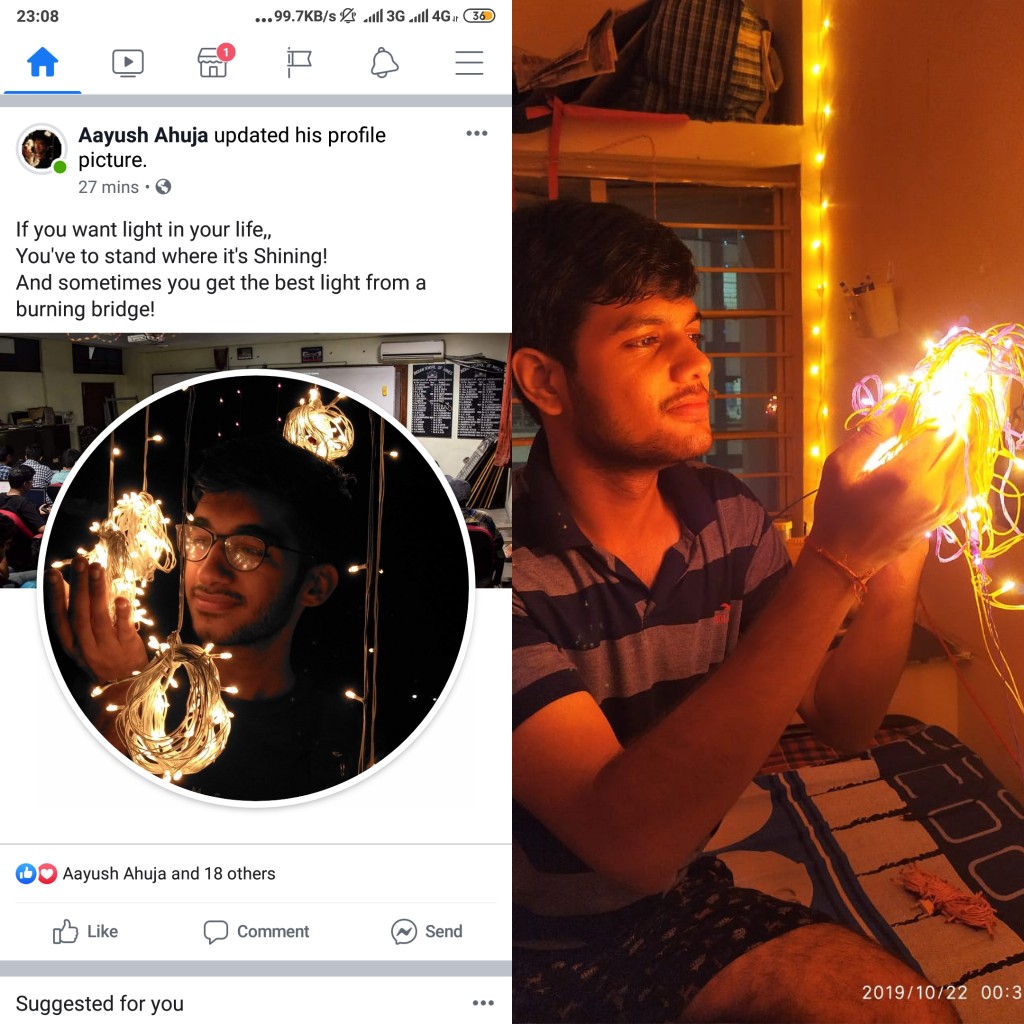 23:08
...99.7KB/s 3G 4G 36
1
Aayush Ahuja updated his profile
picture.
27 mins
If you want light in your life,,
You've to stand where it's Shining!
And sometimes you get the best light from a
burning bridge!
Aayush Ahuja and 18 others
Like Comment Send
Suggested for you
2019/10/22 00:3